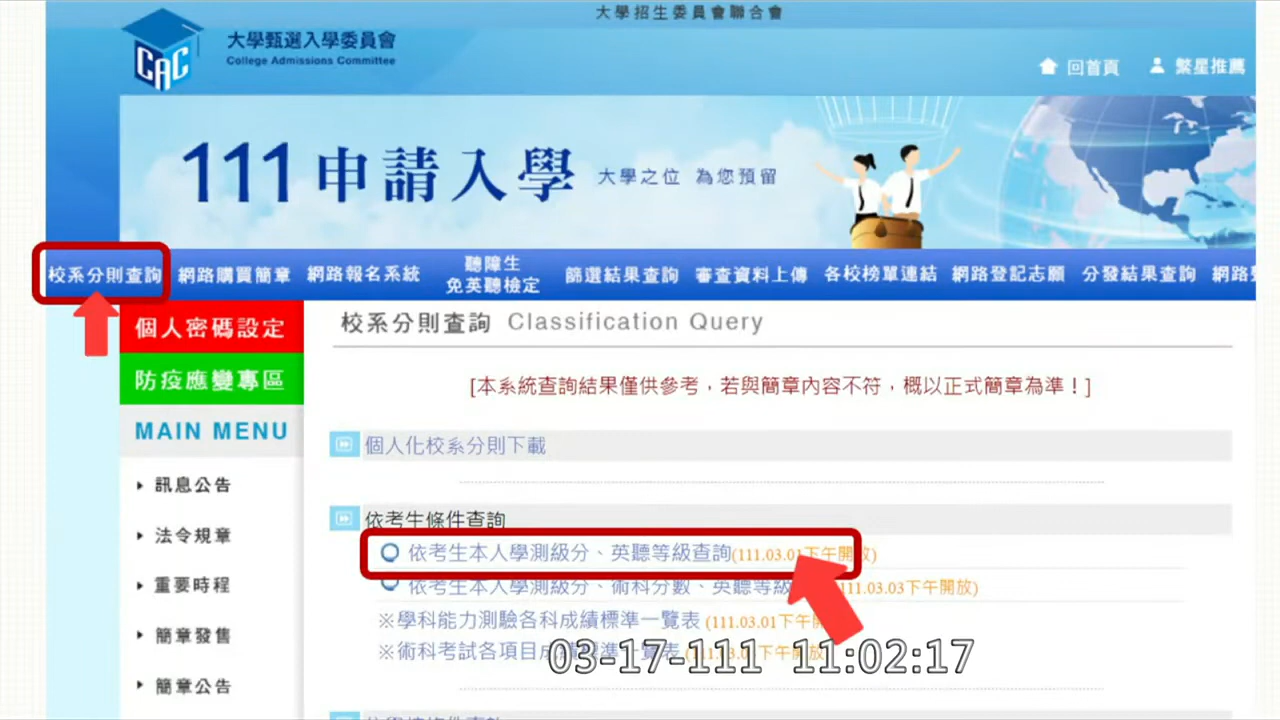 大學招生委員會聯合會
CAC
大學甄選入學委員會
College Admissions Committee
回首頁
繁星推薦
111申請入學
大學之位 為您預留
校系分則查詢
網路購買簡章
網路報名系統
聽障生
免英聽檢定
篩選結果查詢
審查資料上傳
各校榜單連結
網路登記志願
分發結果查詢
網路
個人密碼設定
防疫應變專區
MAIN MENU
訊息公告
法令規章
重要時程
簡章發售
簡章公告
校系分則查詢 Classification Query
[本系統查詢結果僅供參考，若與簡章內容不符，概以正式簡章為準！]
個人化校系分則下載
依考生條件查詢
依考生本人學測級分、英聽等級查詢(111.03.01下午開放)
依考生本人學測級分、術科分數、英聽等級 111.03.03下午開放)
※學科能力測驗各科成績標準一覽表 (111.03.01下午開
※術科考試各項目成 表
03-17-111 11:02:17